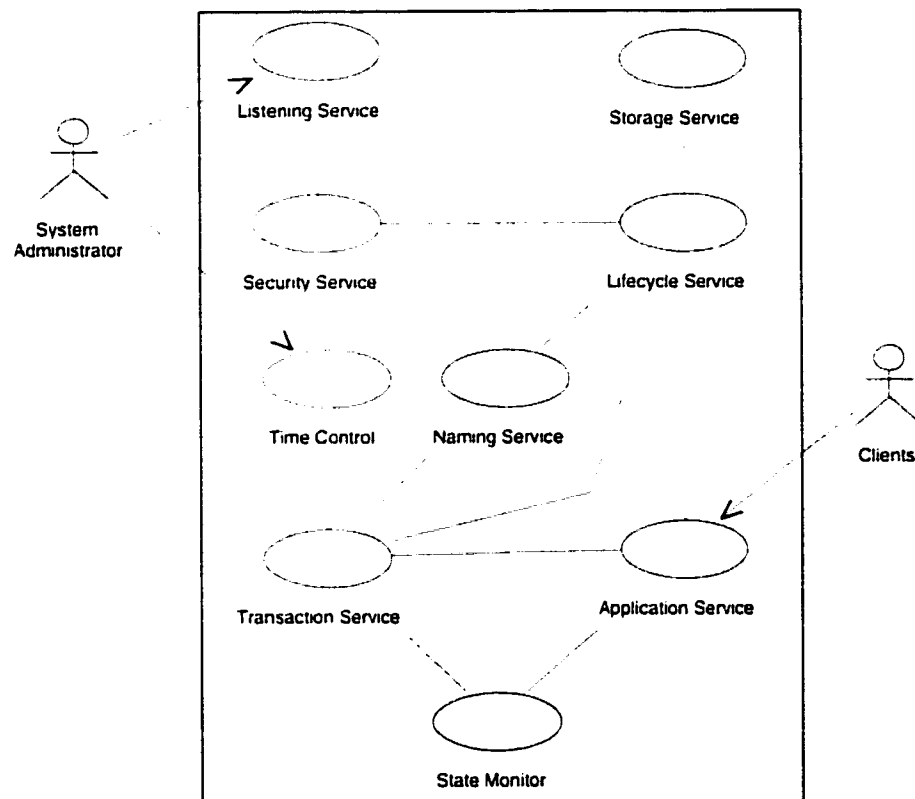 Listening Service
Storage Service
System
Administrator
Security Service
Lifecycle Service
Time Control
Naming Service
Clients
Transaction Service
Application Service
State Monitor